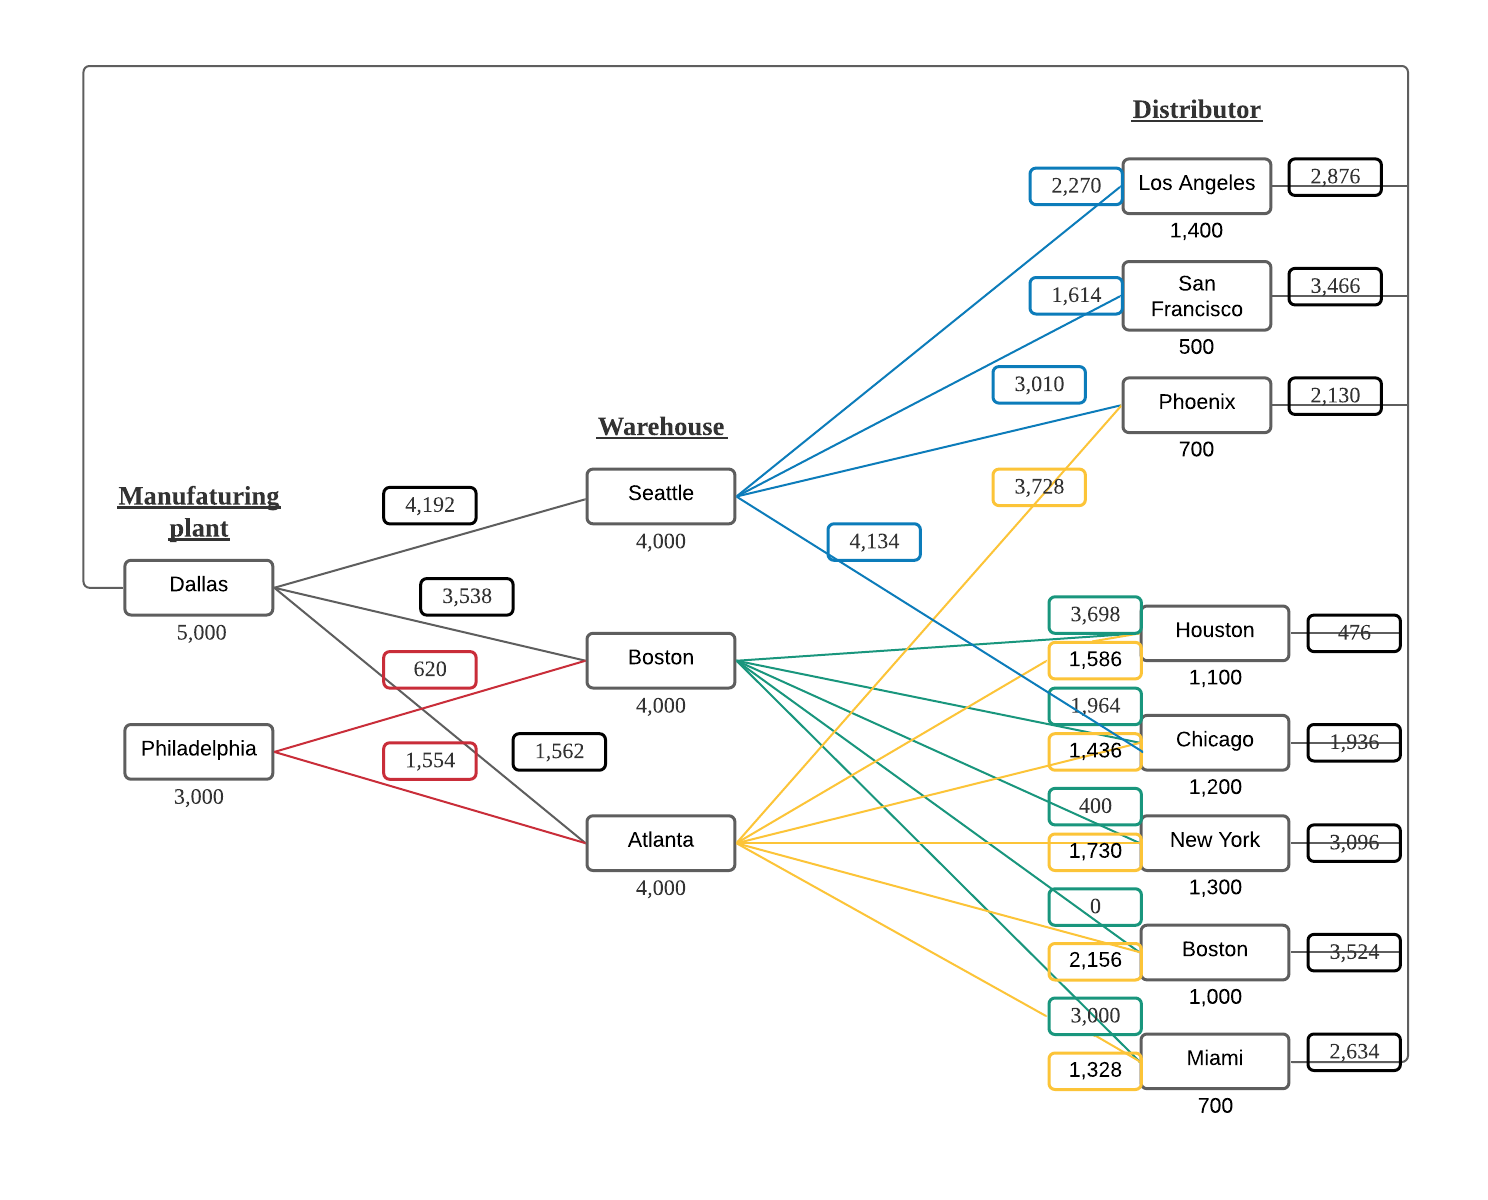 Distributor
2,270
Los Angeles
2,876
1,400
1,614
San
Francisco
3,466
500
3,010
Phoenix
2,130
700
Warehouse
Manufaturing
plant
4,192
Seattle
3,728
4,000
4,134
Dallas
5,000
3,538
3,698
Houston
476
1,586
1,100
620
Boston
4,000
1,964
Philadelphia
3,000
1,554
1,562
1,436
Chicago
1,936
1,200
400
Atlanta
4,000
1,730
New York
3,096
1,300
0
2,156
Boston
3,524
1,000
3,000
1,328
Miami
2,634
700